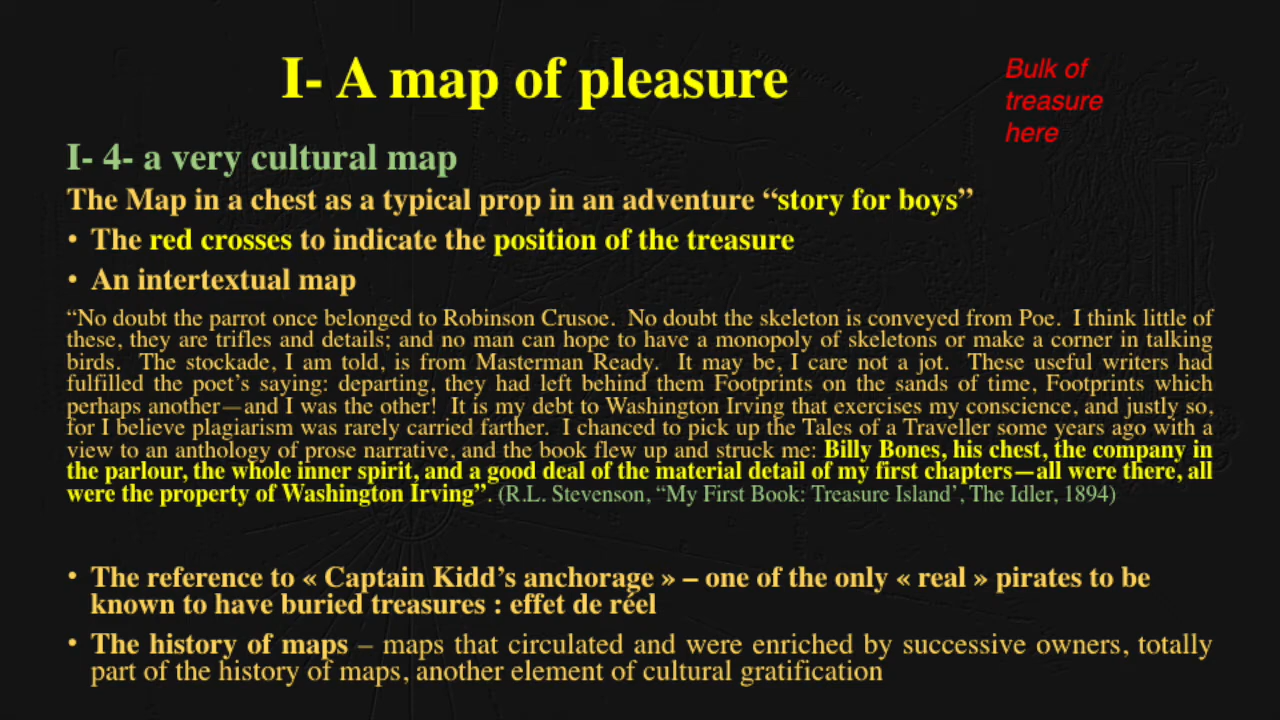 I- A map of pleasure
Bulk of
treasure
here
I- 4- a very cultural map
The Map in a chest as a typical prop in an adventure “story for boys”
• The red crosses to indicate the position of the treasure
• An intertextual map
“No doubt the parrot once belonged to Robinson Crusoe.  No doubt the skeleton is conveyed from Poe.  I think little of
these, they are trifles and details; and no man can hope to have a monopoly of skeletons or make a corner in talking
birds.  The stockade, I am told, is from Masterman Ready.  It may be, I care not a jot.  These useful writers had
fulfilled the poet’s saying: departing, they had left behind them Footprints on the sands of time, Footprints which
perhaps another—and I was the other!  It is my debt to Washington Irving that exercises my conscience, and justly so,
for I believe plagiarism was rarely carried farther.  I chanced to pick up the Tales of a Traveller some years ago with a
view to an anthology of prose narrative, and the book flew up and struck me: Billy Bones, his chest, the company in
the parlour, the whole inner spirit, and a good deal of the material detail of my first chapters—all were there, all
were the property of Washington Irving”. (R.L. Stevenson, “My First Book: Treasure Island’, The Idler, 1894)
• The reference to « Captain Kidd’s anchorage » – one of the only « real » pirates to be
known to have buried treasures : effet de réel
• The history of maps – maps that circulated and were enriched by successive owners, totally
part of the history of maps, another element of cultural gratification